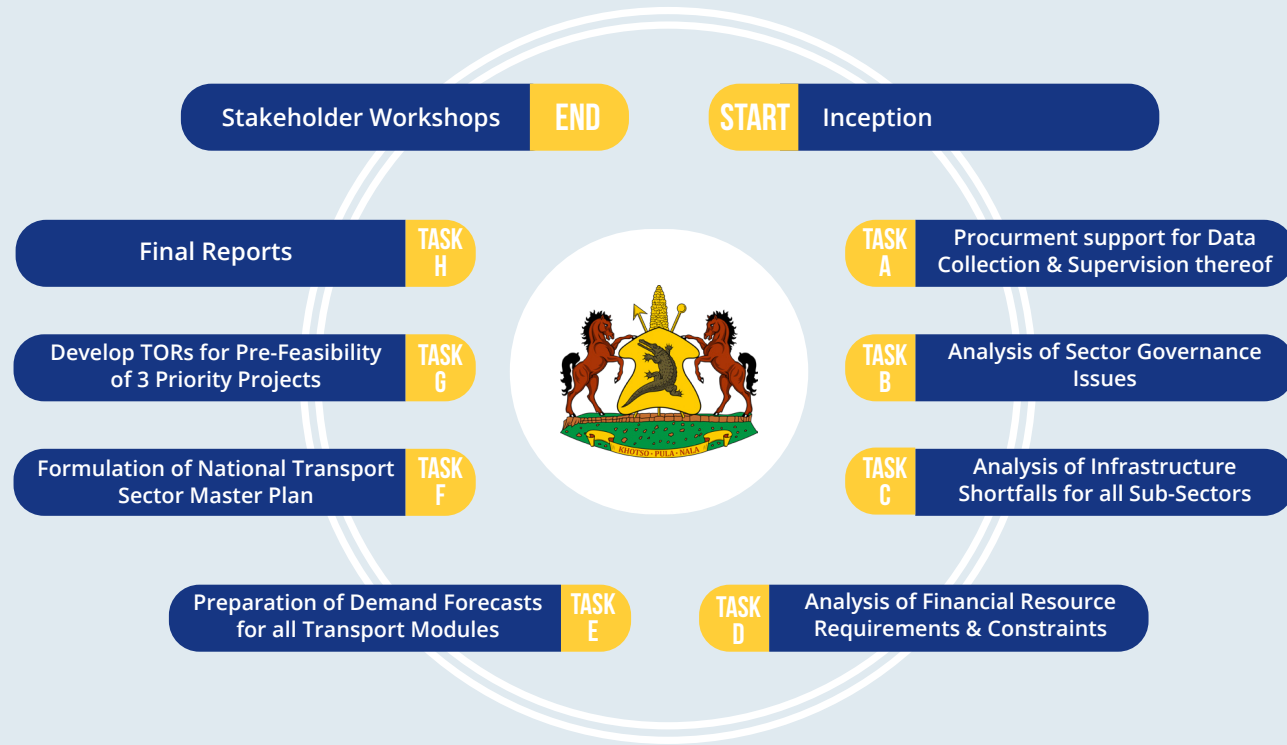 START
Inception
TASK
A
Procurment support for Data
Collection & Supervision thereof
TASK
B
Analysis of Sector Governance
Issues
TASK
C
Analysis of Infrastructure
Shortfalls for all Sub-Sectors
TASK
D
Analysis of Financial Resource
Requirements & Constraints
TASK
E
Preparation of Demand Forecasts
for all Transport Modules
TASK
F
Formulation of National Transport
Sector Master Plan
TASK
G
Develop TORs for Pre-Feasibility
of 3 Priority Projects
TASK
H
Final Reports
END
Stakeholder Workshops
KHOTSO • PULA • NALA